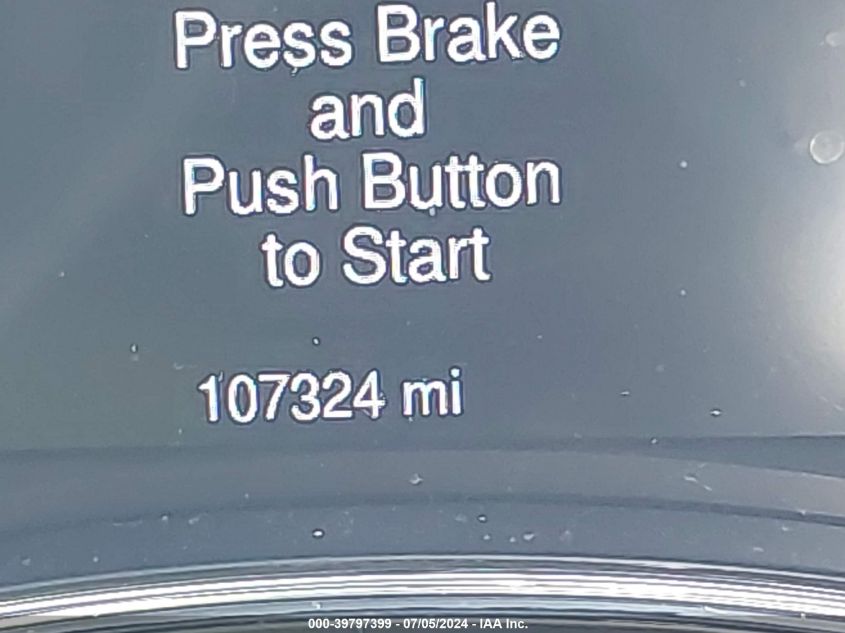 Press Brake
and
Push Button
to Start
107324 mi
000-39797399 - 07/05/2024 - IAA Inc.